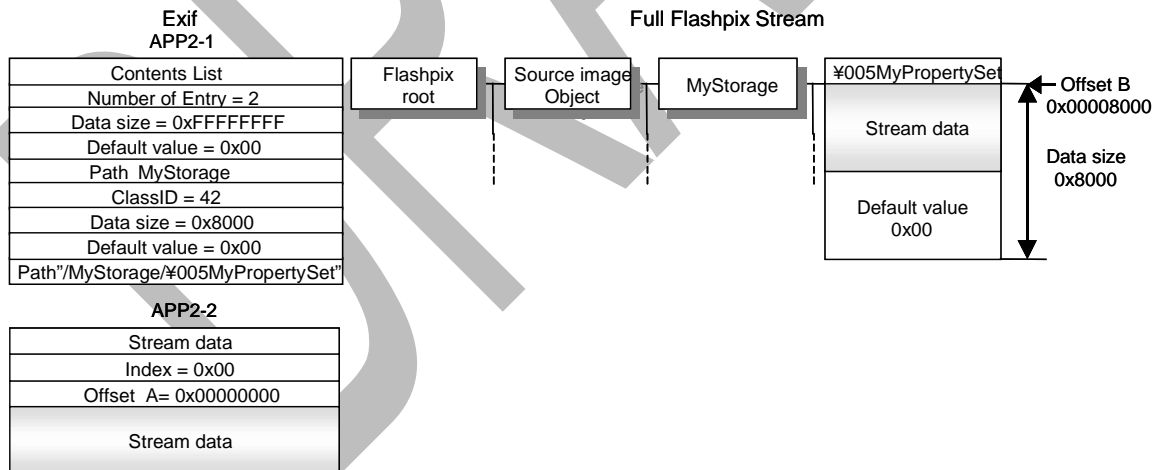 Exif
APP2-1
Contents List
Number of Entry = 2
Data size = 0xFFFFFFFF
Default value = 0x00
Path MyStorage
ClassID = 42
Data size = 0x8000
Default value = 0x00
Path”/MyStorage/¥005MyPropertySet”
APP2-2
Stream data
Index = 0x00
Offset A= 0x00000000
Stream data
Full Flashpix Stream
Flashpix
root
Source image
Object
MyStorage
¥005MyPropertySet
Stream data
Default value
0x00
Offset B
0x00008000
Data size
0x8000